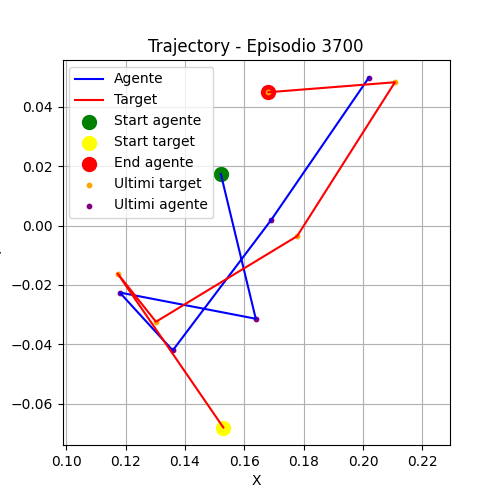 Trajectory - Episodio 3700
Agente
Target
Start agente
Start target
End agente
Ultimi target
Ultimi agente
0.04
0.02
0.00
−0.02
−0.04
−0.06
0.10 0.12 0.14 0.16 0.18 0.20 0.22
X